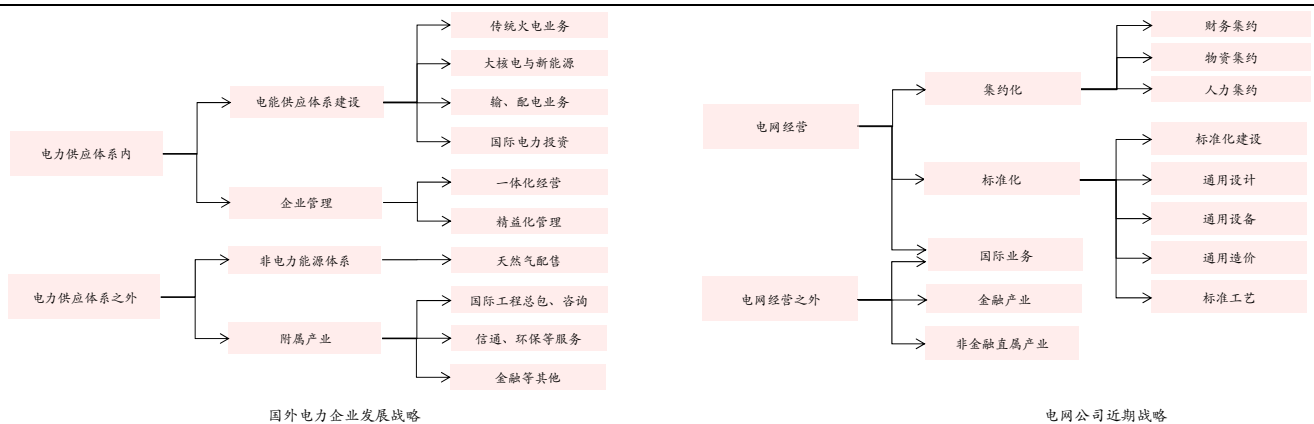 传统火电业务
大核电与新能源
电能供应体系建设
输、配电业务
国际电力投资
电力供应体系内
一体化经营
企业管理
精益化管理
非电力能源体系
天然气配售
电力供应体系之外
国际工程总包、咨询
附属产业
信通、环保等服务
金融等其他
国外电力企业发展战略
财务集约
物资集约
集约化
人力集约
电网经营
标准化建设
标准化
通用设计
通用设备
国际业务
通用造价
电网经营之外
金融产业
标准工艺
非金融直属产业
电网公司近期战略